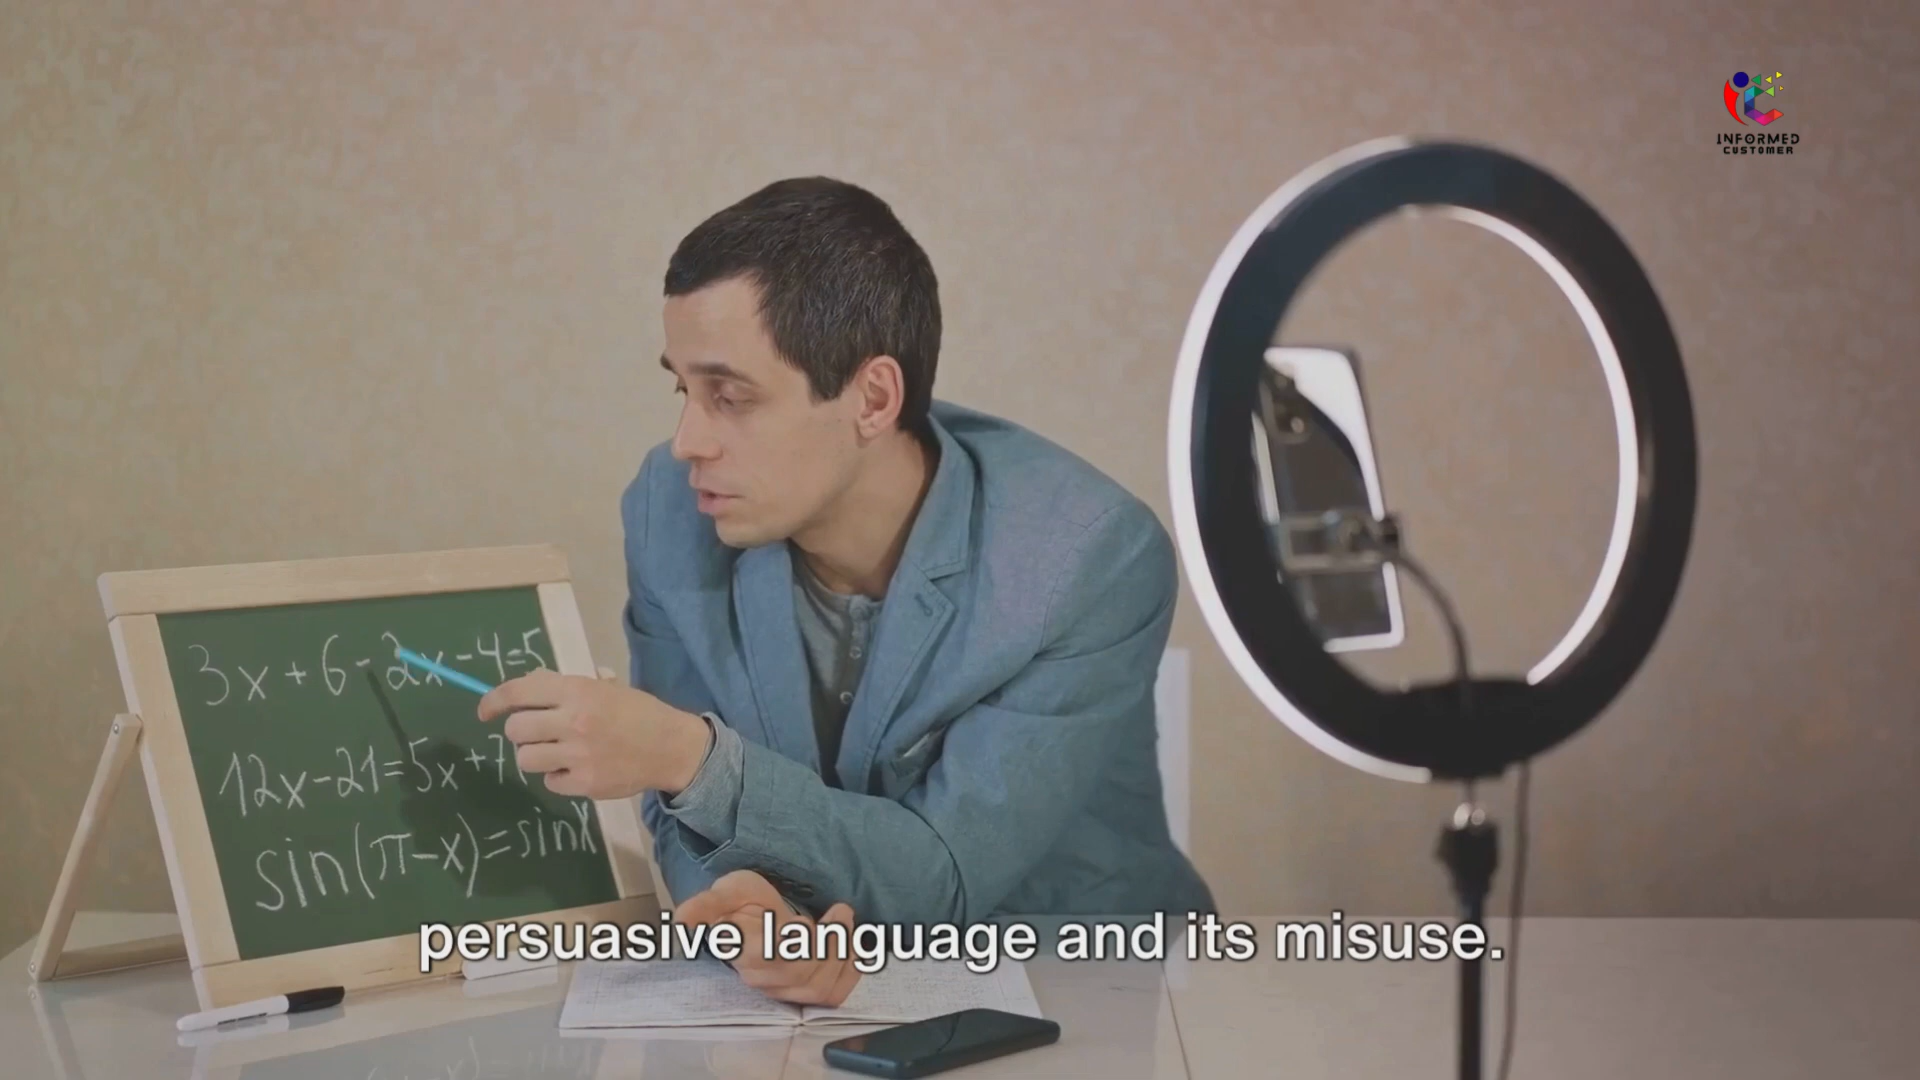 INFORMED
CUSTOMER
3x+6-2x-4=5
12x-21=5x+7
sin(π-x)=sinx
persuasive language and its misuse.